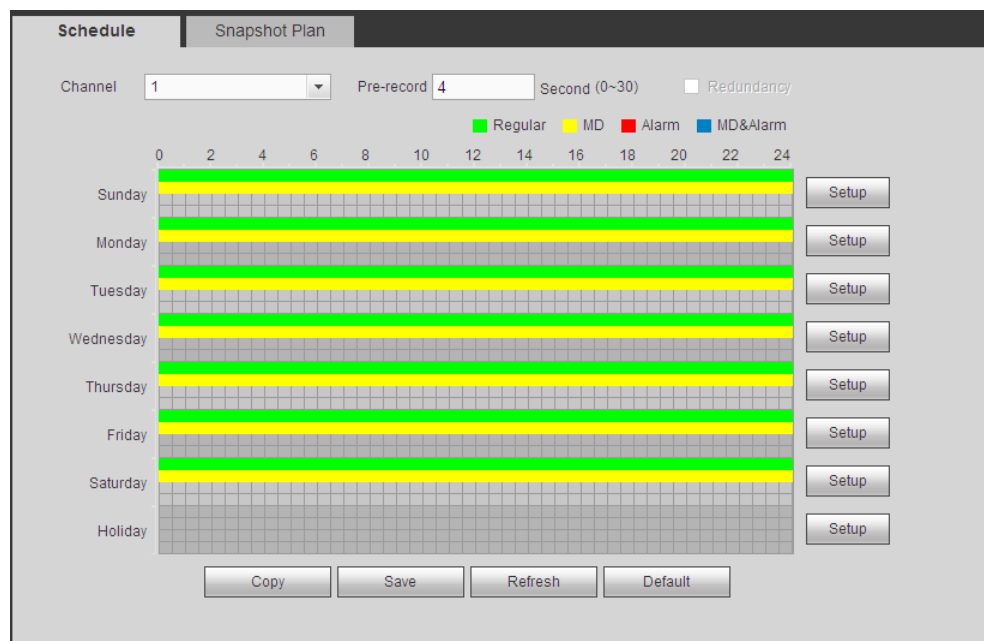 Schedule Snapshot Plan
Channel 1 Pre-record 4 Second (0~30) Redundancy
Regular MD Alarm MD&Alarm
0 2 4 6 8 10 12 14 16 18 20 22 24
Sunday Setup
Monday Setup
Tuesday Setup
Wednesday Setup
Thursday Setup
Friday Setup
Saturday Setup
Holiday Setup
Copy Save Refresh Default